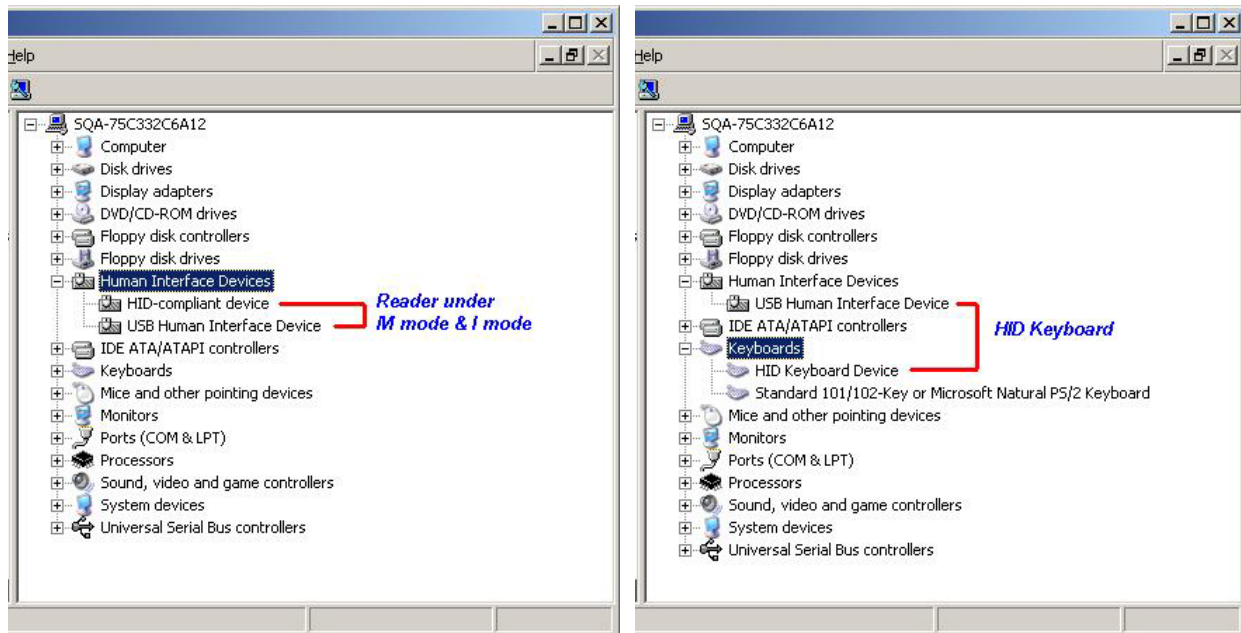 Help
SQA-75C332C6A12
Computer
Disk drives
Display adapters
DVD/CD-ROM drives
Floppy disk controllers
Floppy disk drives
Human Interface Devices
HID-compliant device
USB Human Interface Device
Reader under
M mode & I mode
IDE ATA/ATAPI controllers
Keyboards
Mice and other pointing devices
Monitors
Ports (COM & LPT)
Processors
Sound, video and game controllers
System devices
Universal Serial Bus controllers
Help
SQA-75C332C6A12
Computer
Disk drives
Display adapters
DVD/CD-ROM drives
Floppy disk controllers
Floppy disk drives
Human Interface Devices
USB Human Interface Device
IDE ATA/ATAPI controllers
HID Keyboard
Keyboards
HID Keyboard Device
Standard 101/102-Key or Microsoft Natural PS/2 Keyboard
Mice and other pointing devices
Monitors
Ports (COM & LPT)
Processors
Sound, video and game controllers
System devices
Universal Serial Bus controllers